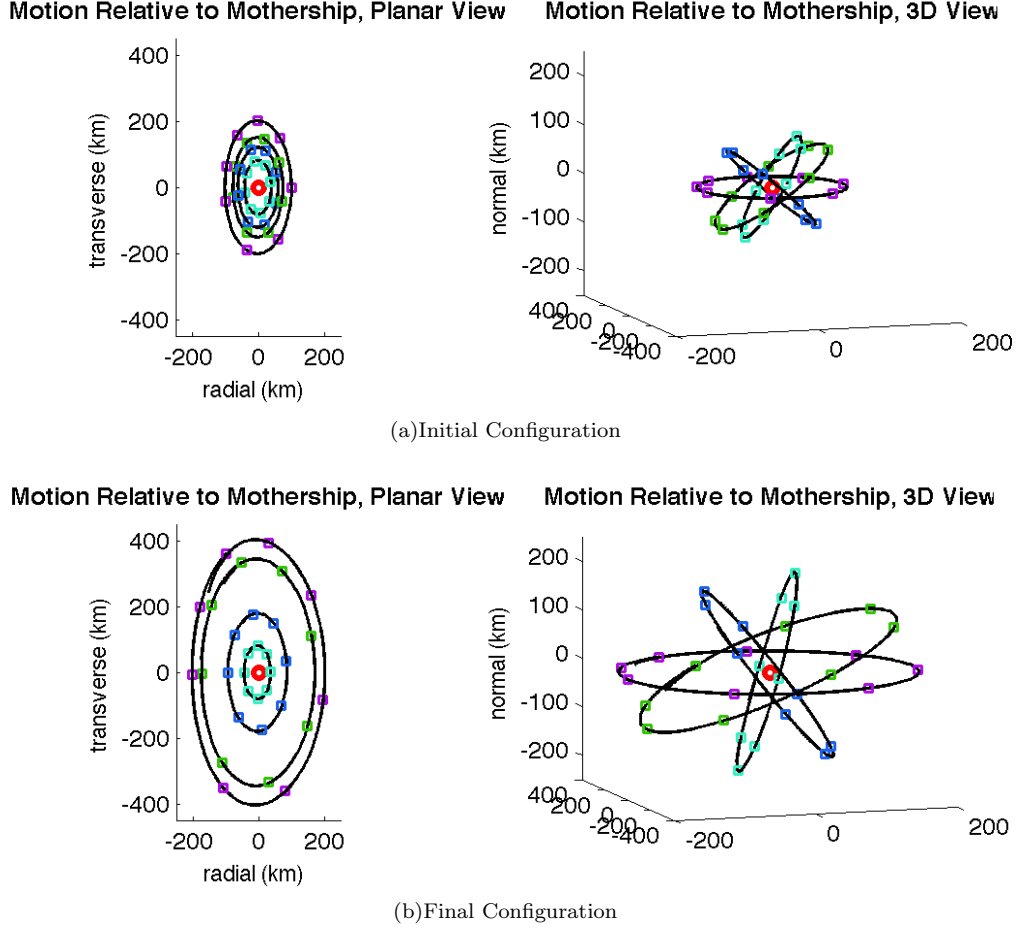 Motion Relative to Mothership, Planar View
400
200
0
-200
-400
transverse (km)
-200 0 200
radial (km)
Motion Relative to Mothership, 3D View
200
100
0
-100
-200
normal (km)
400
200
0
-200
-400
-200
0
200
(a)Initial Configuration
Motion Relative to Mothership, Planar View
400
200
0
-200
-400
transverse (km)
-200 0 200
radial (km)
Motion Relative to Mothership, 3D View
200
100
0
-100
-200
normal (km)
400
200
0
-200
-400
-200
0
200
(b)Final Configuration